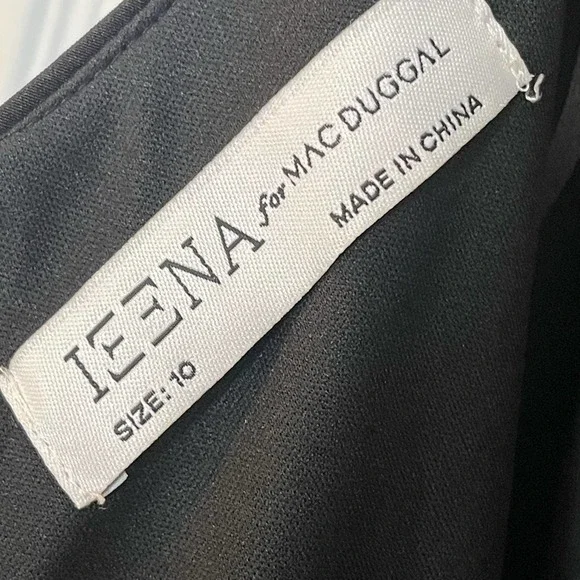 IEENA for MAC DUGGAL
SIZE: 10 MADE IN CHINA